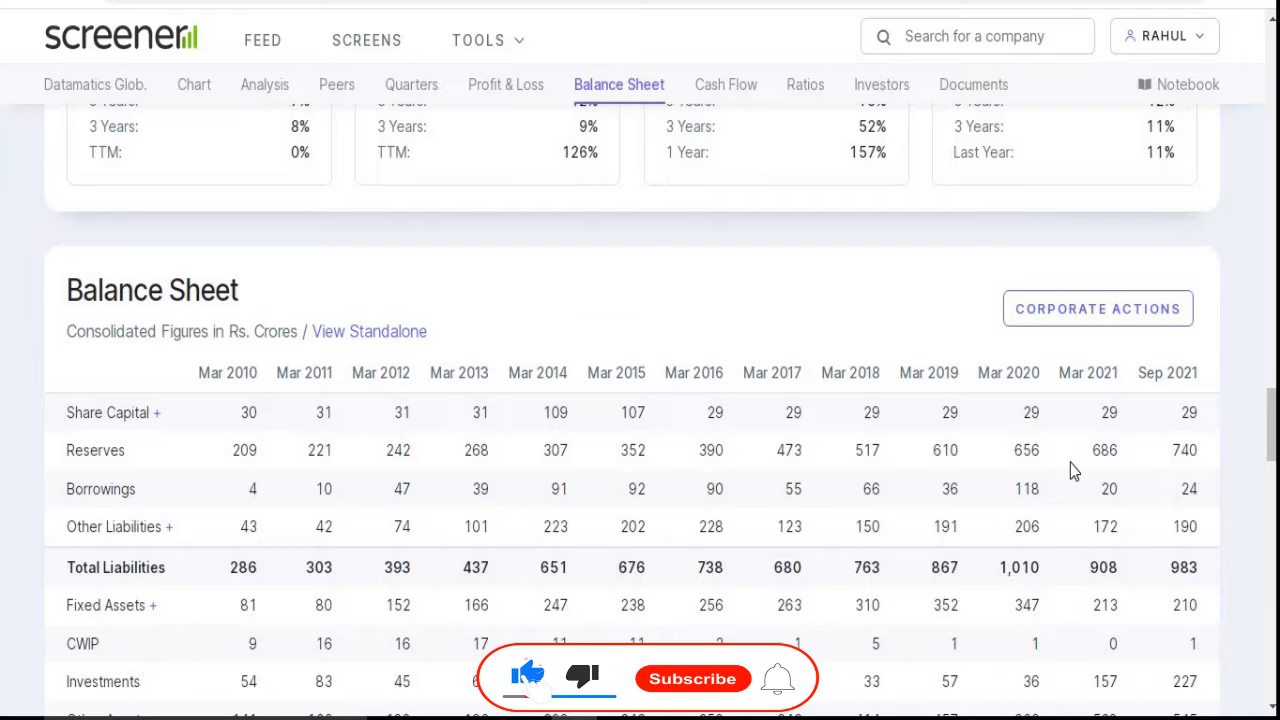 screener
FEED
SCREENS
TOOLS
Search for a company
RAHUL
Datamatics Glob. Chart Analysis Peers Quarters Profit & Loss Balance Sheet Cash Flow Ratios Investors Documents Notebook
3 Years: 8% 3 Years: 9% 3 Years: 52% 3 Years: 11%
TTM: 0% TTM: 126% 1 Year: 157% Last Year: 11%
Balance Sheet
CORPORATE ACTIONS
Consolidated Figures in Rs. Crores / View Standalone
Mar 2010 Mar 2011 Mar 2012 Mar 2013 Mar 2014 Mar 2015 Mar 2016 Mar 2017 Mar 2018 Mar 2019 Mar 2020 Mar 2021 Sep 2021
Share Capital + 30 31 31 31 109 107 29 29 29 29 29 29 29
Reserves 209 221 242 268 307 352 390 473 517 610 656 686 740
Borrowings 4 10 47 39 91 92 90 55 66 36 118 20 24
Other Liabilities + 43 42 74 101 223 202 228 123 150 191 206 172 190
Total Liabilities 286 303 393 437 651 676 738 680 763 867 1,010 908 983
Fixed Assets + 81 80 152 166 247 238 256 263 310 352 347 213 210
CWIP 9 16 16 17 11 11 1 5 1 1 0 1
Investments 54 83 45 33 57 36 157 227
Subscribe